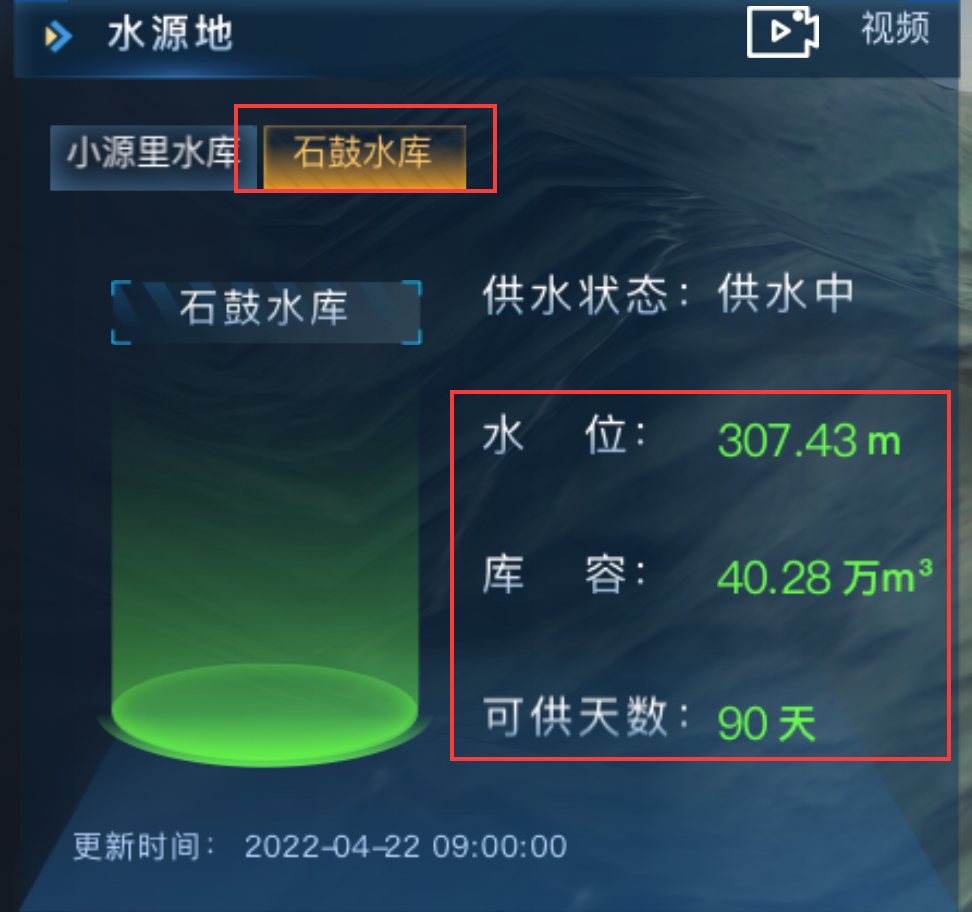 水源地 视频
小源里水库 石鼓水库
石鼓水库 供水状态：供水中
水 位： 307.43 m
库 容： 40.28 万m³
可供天数： 90 天
更新时间： 2022-04-22 09:00:00